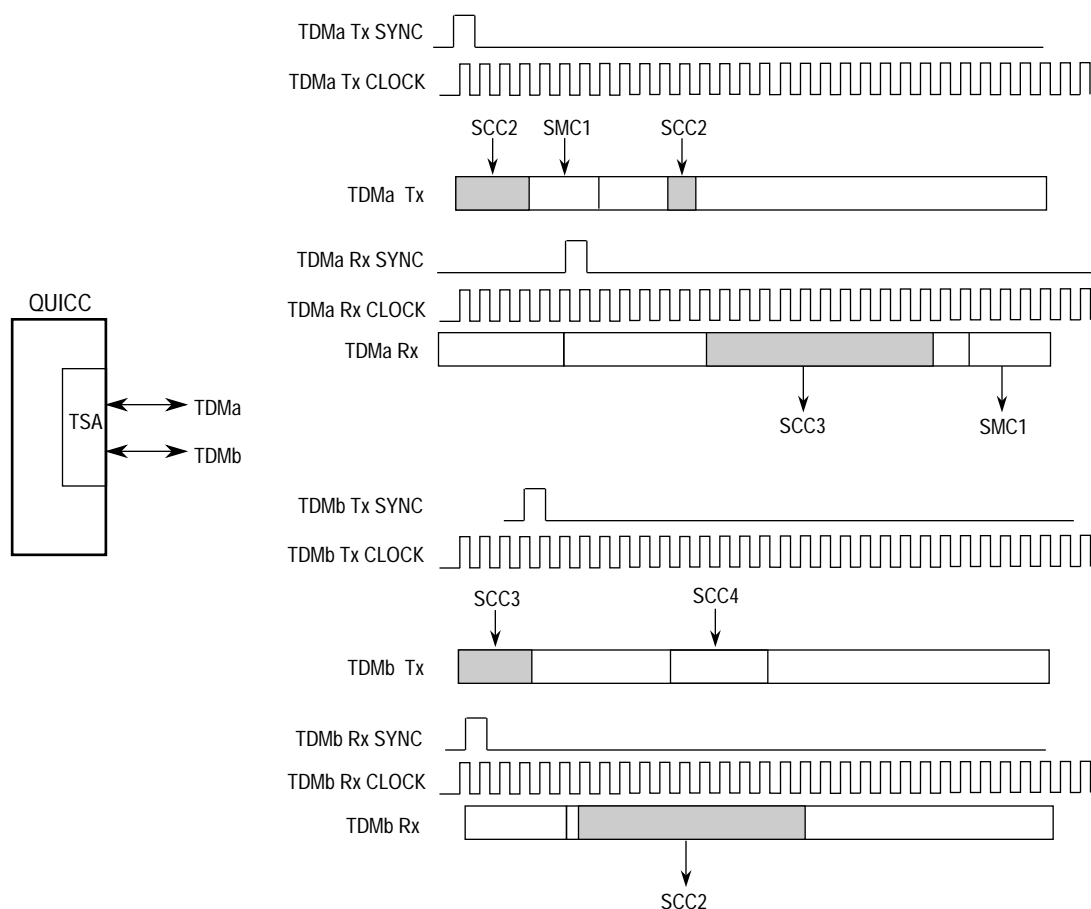 TDMa Tx SYNC
TDMa Tx CLOCK
SCC2 SMC1 SCC2
TDMa Tx
TDMa Rx SYNC
TDMa Rx CLOCK
TDMa Rx
SCC3 SMC1
QUICC
TSA
TDMa
TDMb
TDMb Tx SYNC
TDMb Tx CLOCK
SCC3 SCC4
TDMb Tx
TDMb Rx SYNC
TDMb Rx CLOCK
TDMb Rx
SCC2